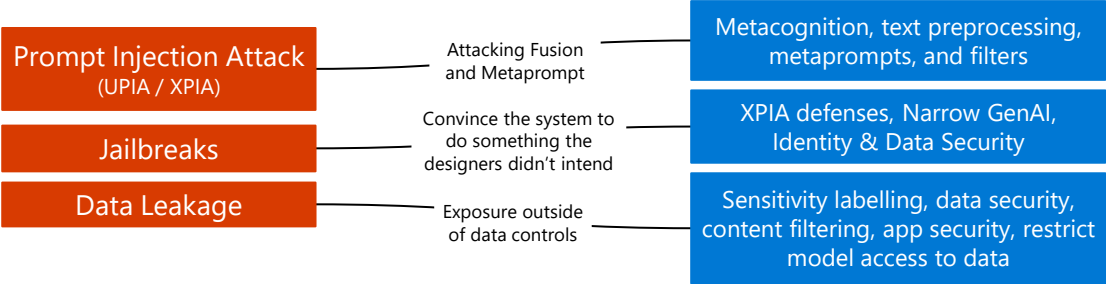 Prompt Injection Attack
(UPIA / XPIA)
Attacking Fusion
and Metaprompt
Metacognition, text preprocessing,
metaprompts, and filters
Jailbreaks
Convince the system to
do something the
designers didn't intend
XPIA defenses, Narrow GenAI,
Identity & Data Security
Data Leakage
Exposure outside
of data controls
Sensitivity labelling, data security,
content filtering, app security, restrict
model access to data